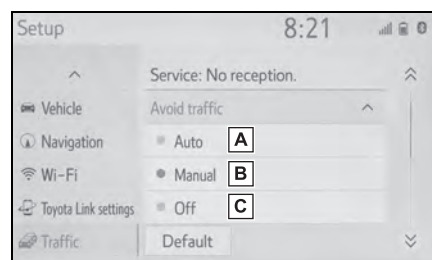 Setup 8:21 0
Service: No reception.
Vehicle Avoid traffic
Navigation Auto A
Wi-Fi Manual B
Toyota Link settings Off C
Traffic Default